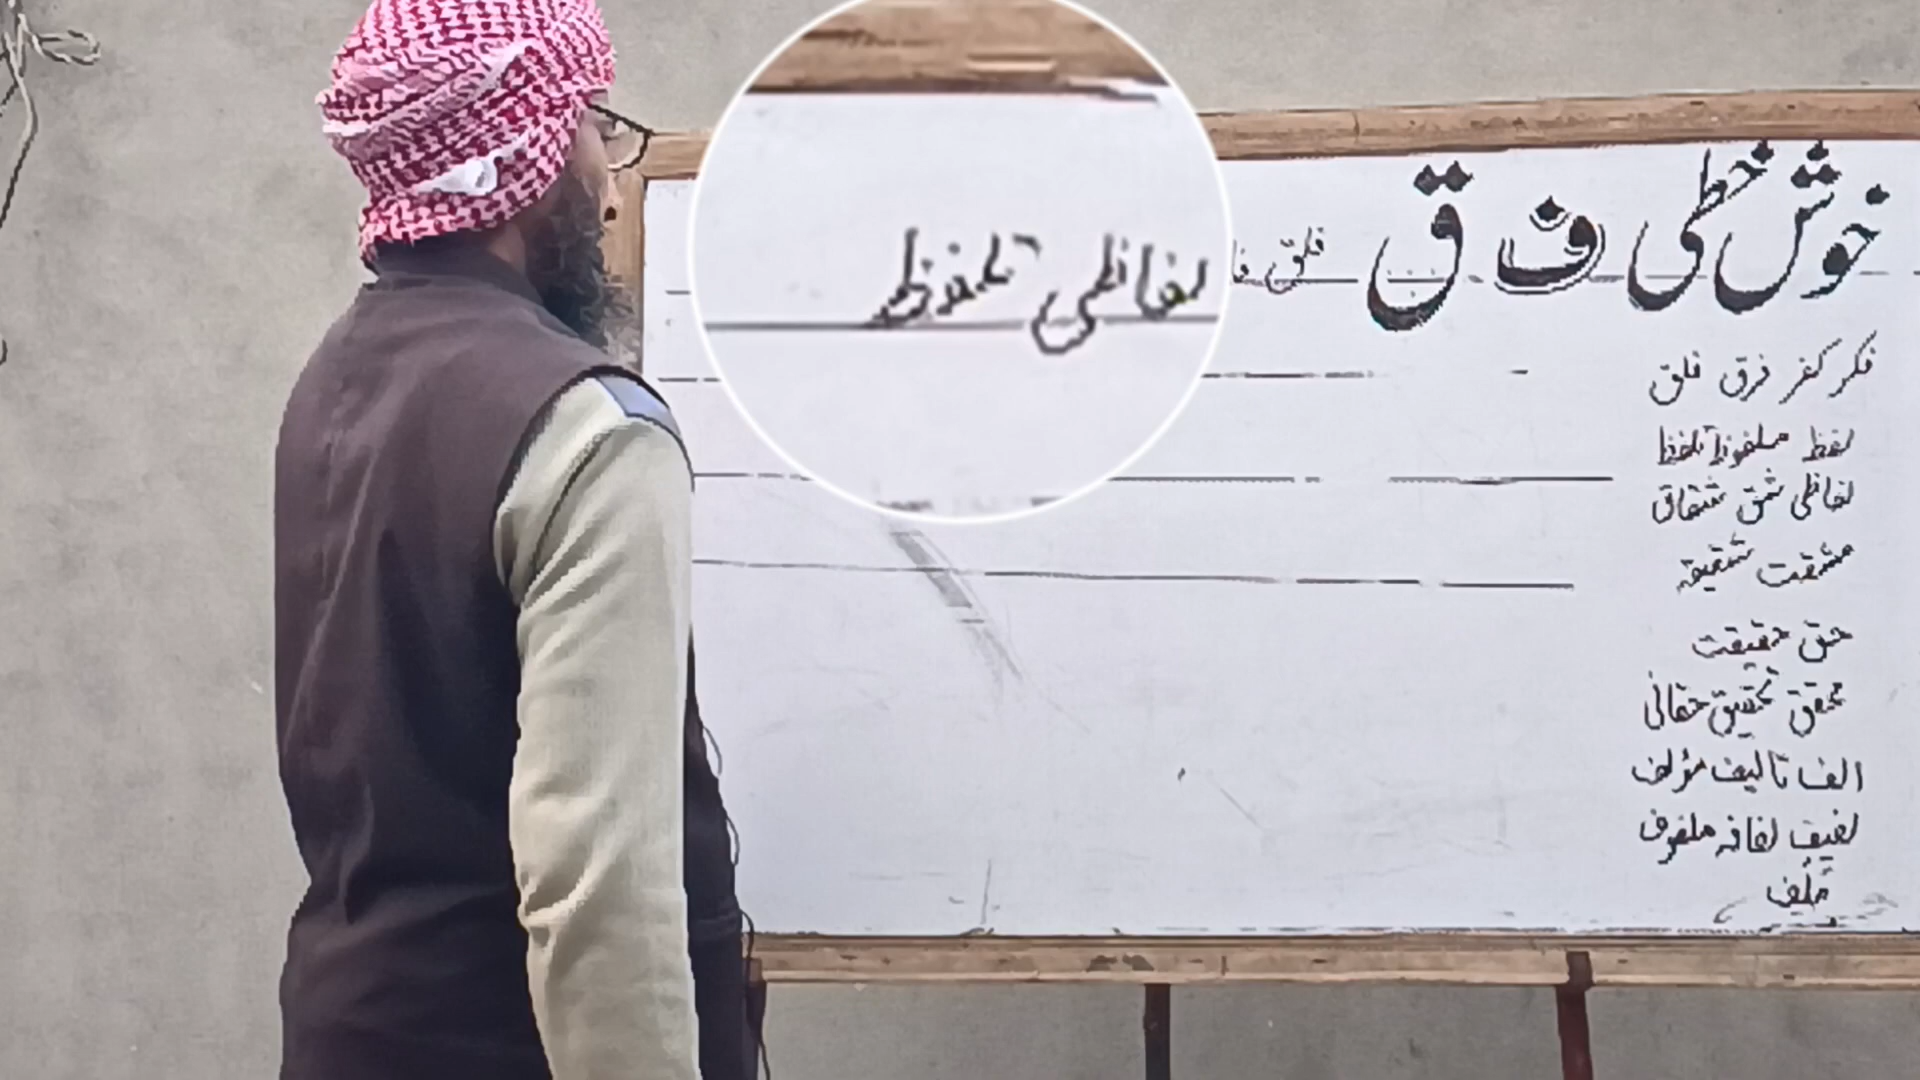 خوش خطی ف ق فلق
لفاظی تلفظ
فکر کفر فرق فلق
لفظ ملفوظ تلفظ
لفاظی شق شقاق
مشقت شقیقہ
حق حقیقت
محقق تحقیق حقانی
الف تالیف مؤلف
لفیف لفافہ ملفوف